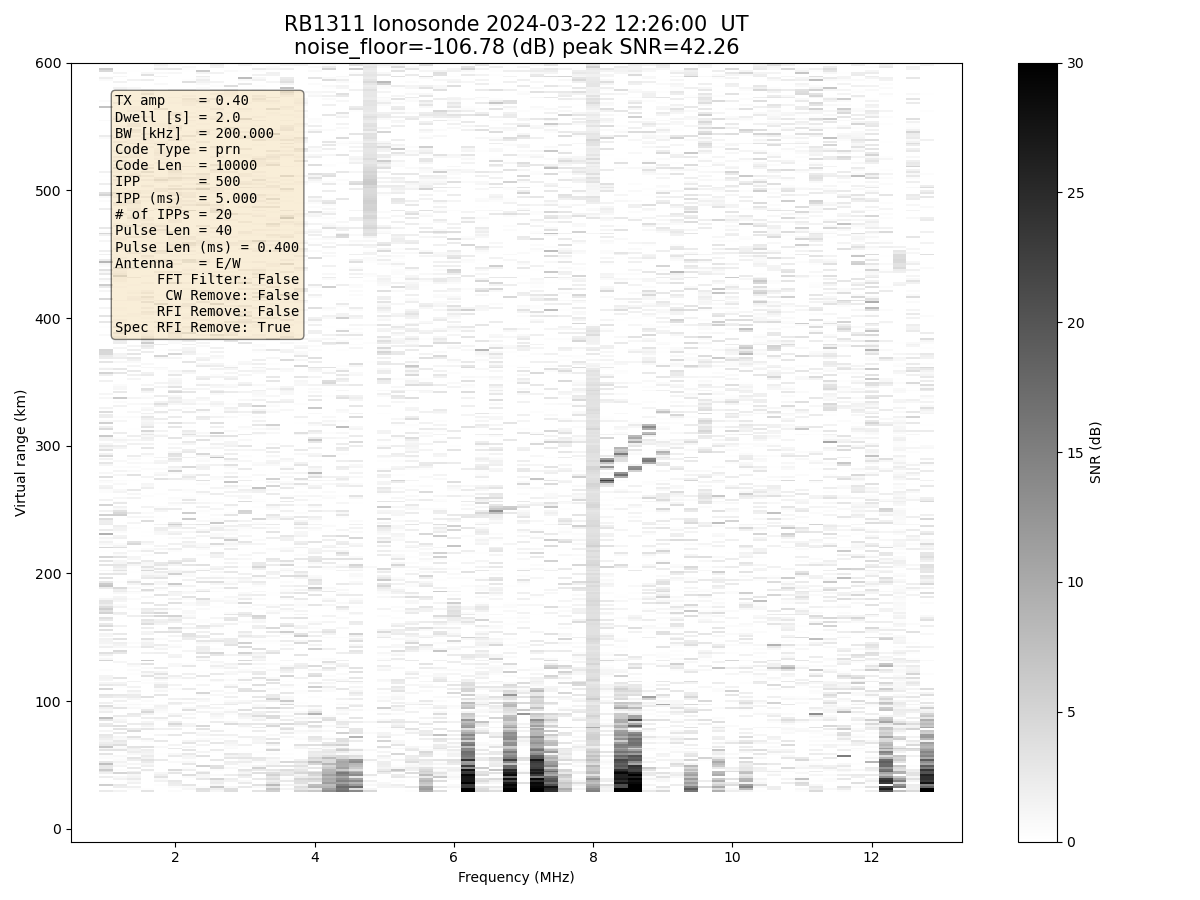 RB1311 Ionosonde 2024-03-22 12:26:00  UT
noise_floor=-106.78 (dB) peak SNR=42.26
TX amp    = 0.40
Dwell [s] = 2.0
BW [kHz]  = 200.000
Code Type = prn
Code Len  = 10000
IPP       = 500
IPP (ms)  = 5.000
# of IPPs = 20
Pulse Len = 40
Pulse Len (ms) = 0.400
Antenna   = E/W
FFT Filter: False
CW Remove: False
RFI Remove: False
Spec RFI Remove: True
600
500
400
300
200
100
0
Virtual range (km)
2 4 6 8 10 12
Frequency (MHz)
30
25
20
15
10
5
0
SNR (dB)